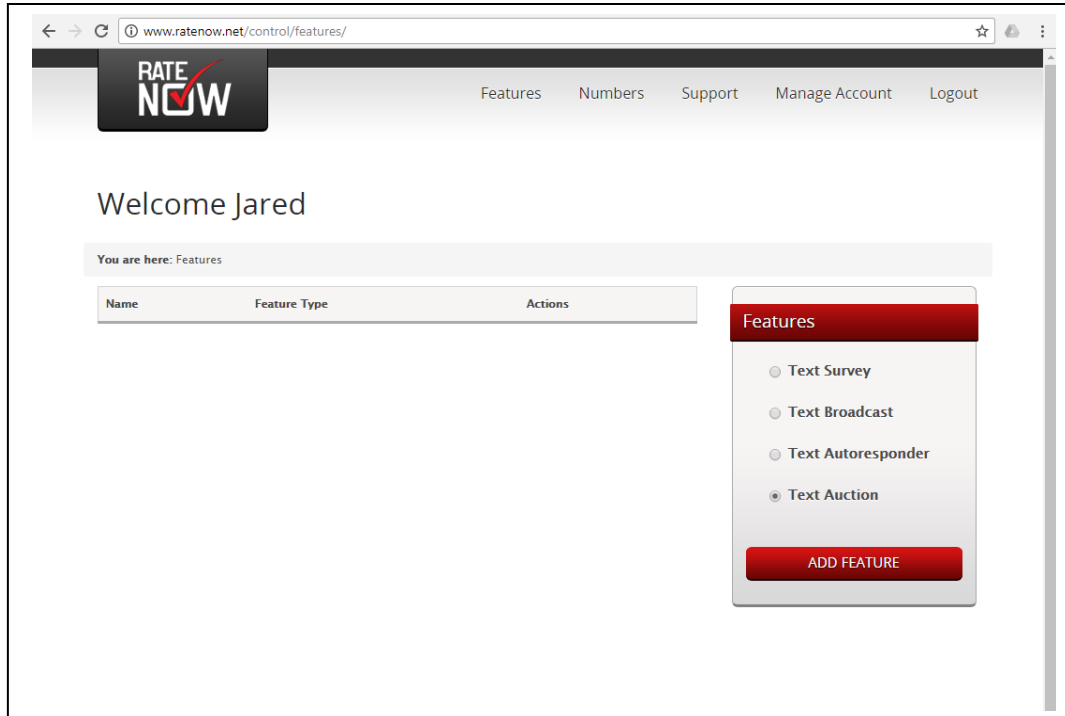 www.ratenow.net/control/features/
RATE
NOW
Features Numbers Support Manage Account Logout
Welcome Jared
You are here: Features
Name Feature Type Actions
Features
Text Survey
Text Broadcast
Text Autoresponder
Text Auction
ADD FEATURE